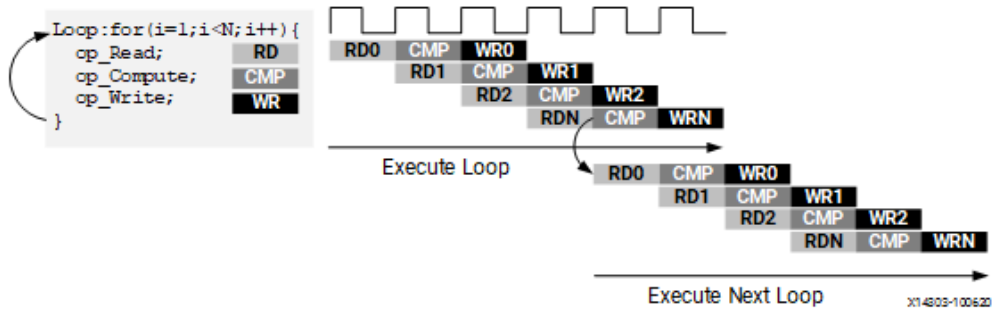 Loop:for(i=1;i<N;i++){
op_Read; RD
op_Compute; CMP
op_Write; WR
}
RD0 CMP WR0
RD1 CMP WR1
RD2 CMP WR2
RDN CMP WRN
Execute Loop
RD0 CMP WR0
RD1 CMP WR1
RD2 CMP WR2
RDN CMP WRN
Execute Next Loop
X14303-100620